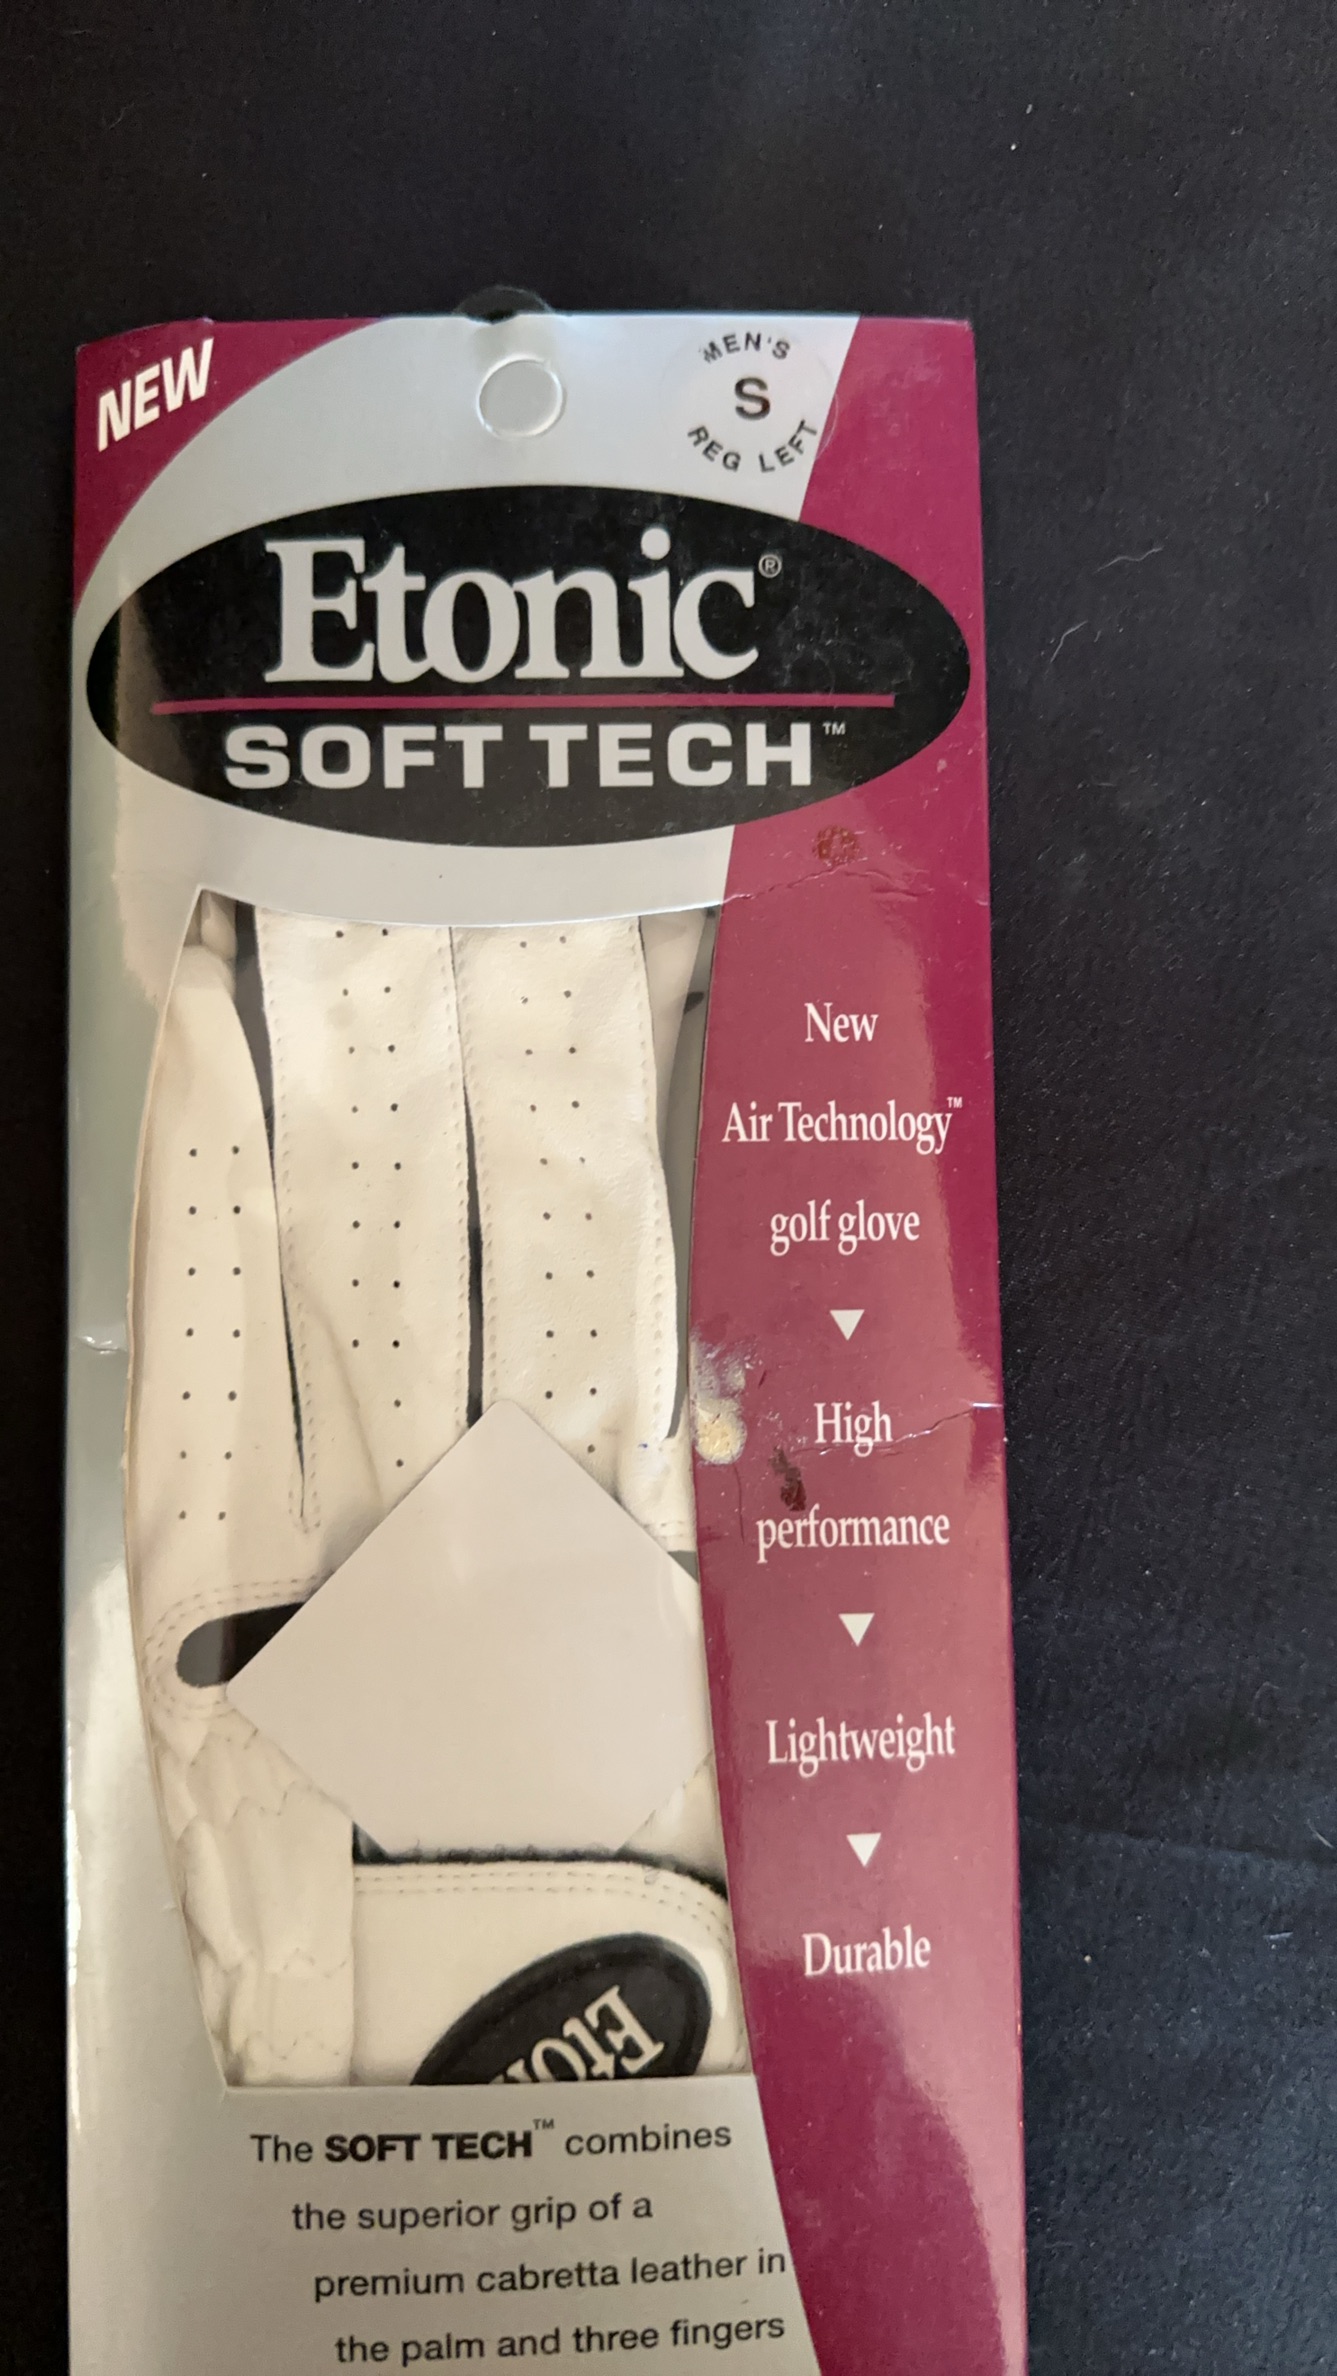 NEW
MEN'S
S
REG LEFT
Etonic®
SOFT TECH™
New
Air Technology™
golf glove
High
performance
Lightweight
Durable
Eton
The SOFT TECH™ combines
the superior grip of a
premium cabretta leather in
the palm and three fingers